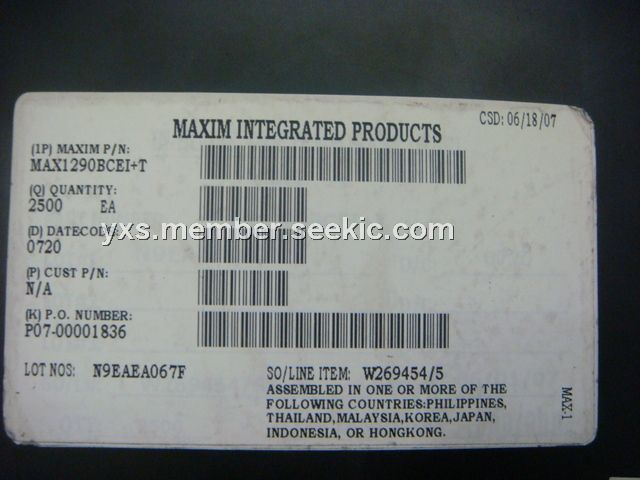 MAXIM INTEGRATED PRODUCTS
CSD: 06/18/07
(1P) MAXIM P/N:
MAX1290BCEI+T
(Q) QUANTITY:
2500 EA
(D) DATECODE:
0720
yxs.member.seekic.com
(P) CUST P/N:
N/A
(K) P.O. NUMBER:
P07-00001836
LOT NOS: N9EAEA067F
SO/LINE ITEM: W269454/5
ASSEMBLED IN ONE OR MORE OF THE
FOLLOWING COUNTRIES:PHILIPPINES,
THAILAND,MALAYSIA,KOREA,JAPAN,
INDONESIA, OR HONGKONG.
MAX.1